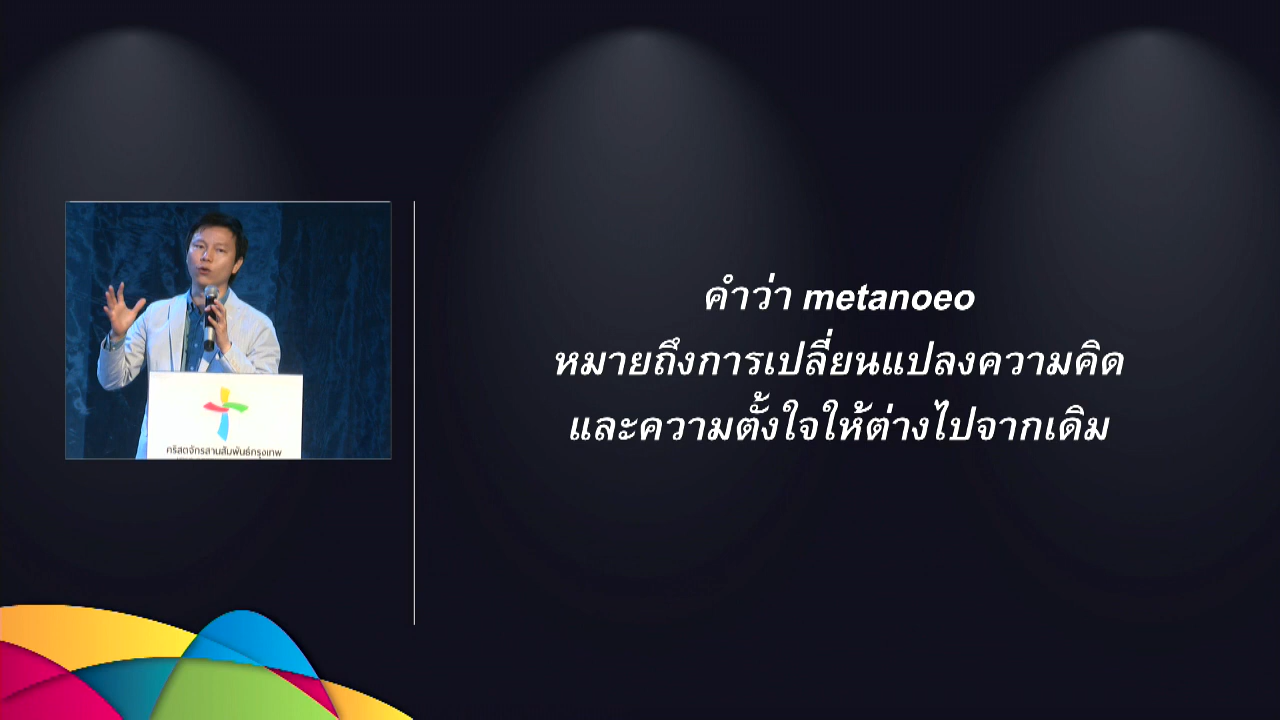 คำว่า metanoeo
หมายถึงการเปลี่ยนแปลงความคิด
และความตั้งใจให้ต่างไปจากเดิม
คริสตจักรสานสัมพันธ์กรุงเทพ